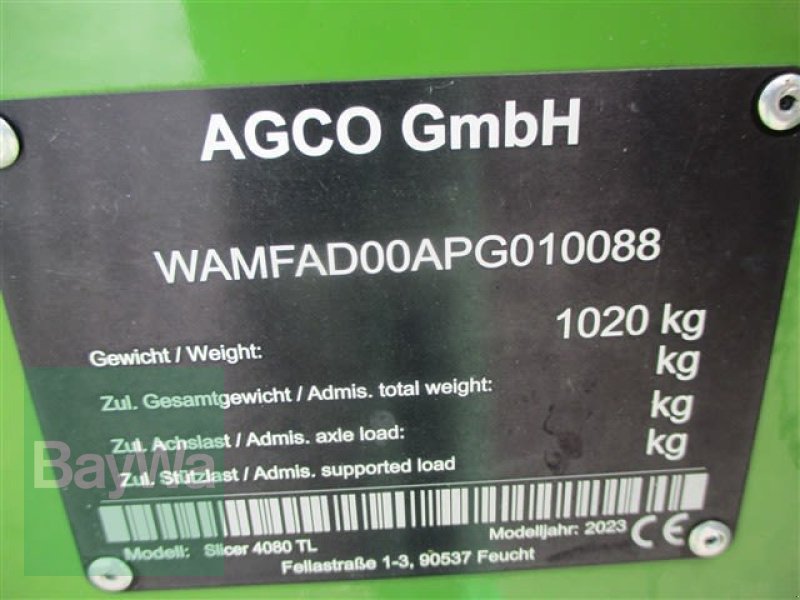 AGCO GmbH
WAMFAD00APG010088
Gewicht / Weight: 1020 kg
Zul. Gesamtgewicht / Admis. total weight: kg
Zul. Achslast / Admis. axle load: kg
Zul. Stützlast / Admis. supported load kg
BayWa
Modell: Slicer 4080 TL Modelljahr: 2023 CE
Fellastraße 1-3, 90537 Feucht